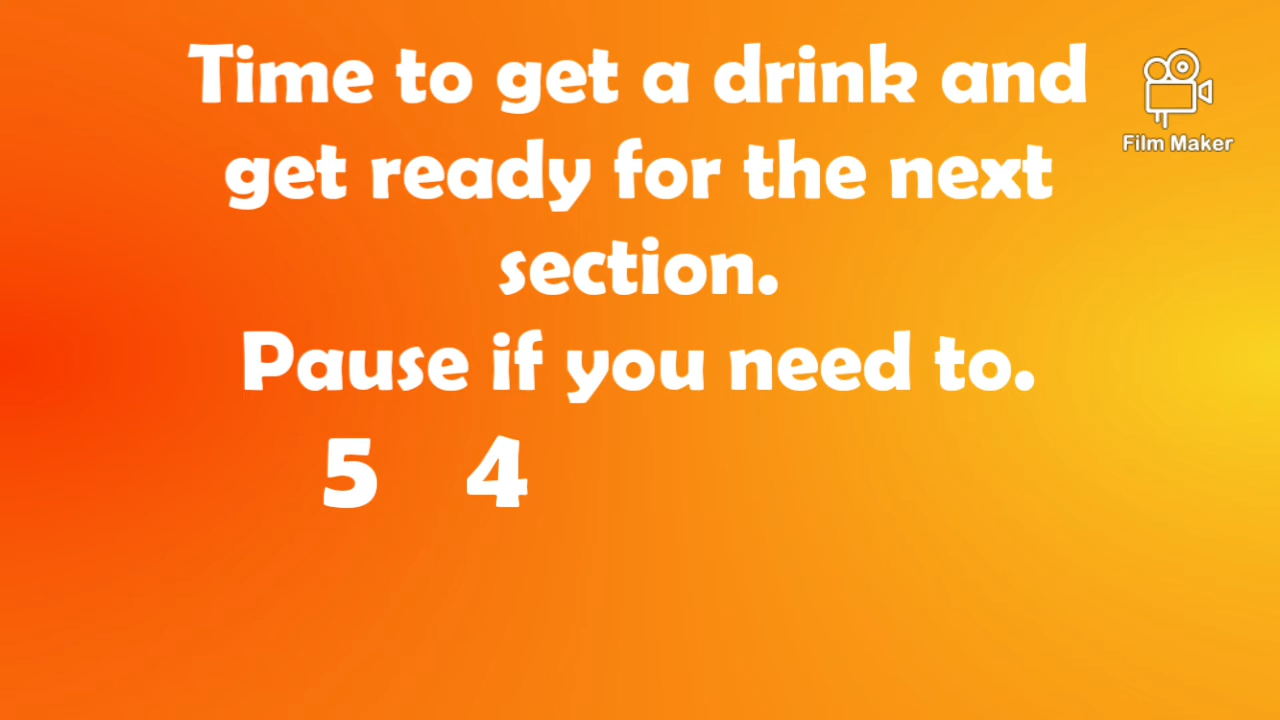 Time to get a drink and
get ready for the next
section.
Pause if you need to.
5 4
Film Maker